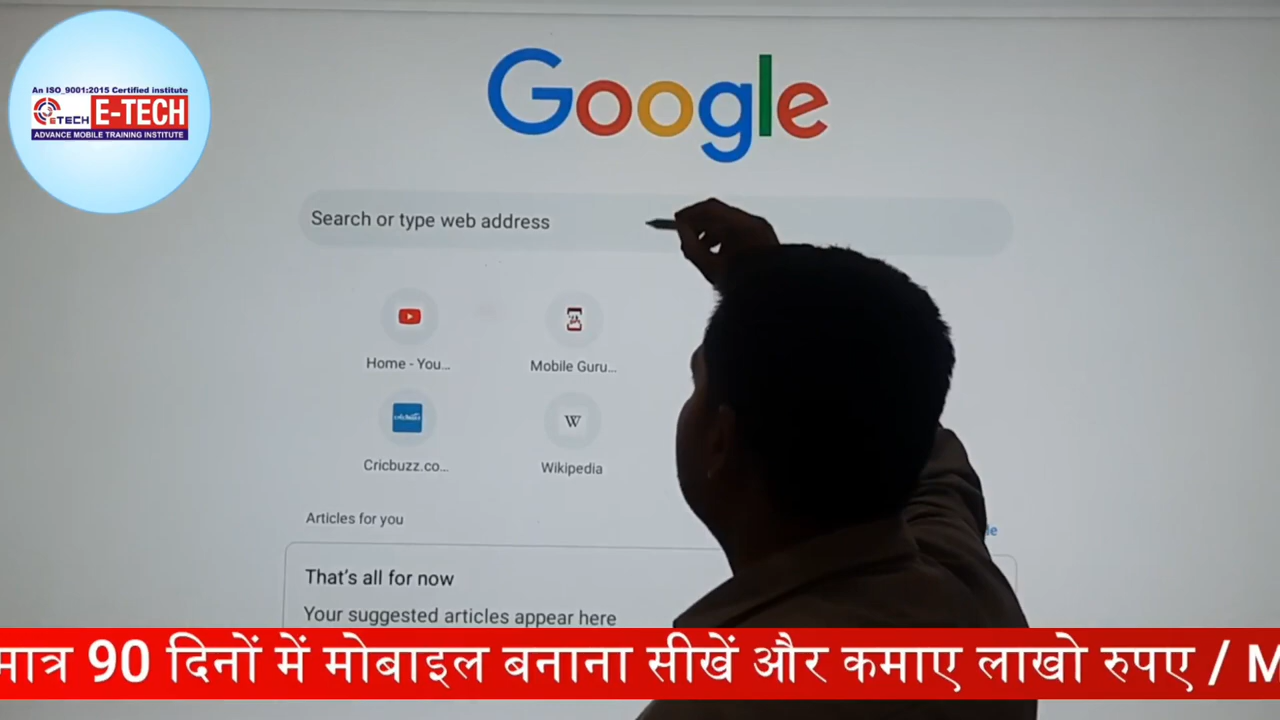 An ISO_9001:2015 Certified institute
ETECH E-TECH
ADVANCE MOBILE TRAINING INSTITUTE
Google
Search or type web address
Home - You...
Mobile Guru...
cricbuzz
Cricbuzz.co...
W
Wikipedia
Articles for you
That's all for now
Your suggested articles appear here
मात्र 90 दिनों में मोबाइल बनाना सीखें और कमाए लाखो रुपए / M